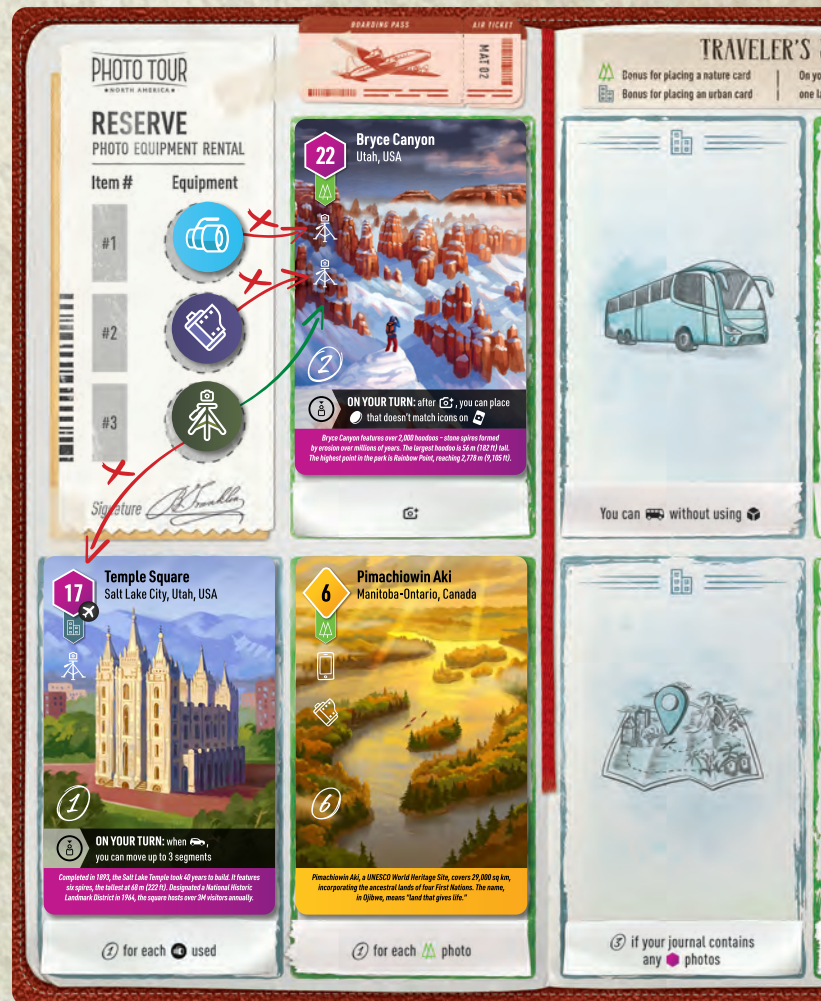 BOARDING PASS
AIR TICKET
MAT 02
PHOTO TOUR
NORTH AMERICA
RESERVE
PHOTO EQUIPMENT RENTAL
Item #
Equipment
#1
#2
#3
Signature
B. Franklin
22
Bryce Canyon
Utah, USA
2
ON YOUR TURN: after , you can place
that doesn't match icons on
Bryce Canyon features over 2,000 hoodoos – stone spires formed
by erosion over millions of years. The largest hoodoo is 56 m (182 ft) tall.
The highest point in the park is Rainbow Point, reaching 2,778 m (9,105 ft).
TRAVELER'S
Bonus for placing a nature card
Bonus for placing an urban card
On yo
one la
You can without using
17
Temple Square
Salt Lake City, Utah, USA
1
ON YOUR TURN: when ,
you can move up to 3 segments
Completed in 1893, the Salt Lake Temple took 40 years to build. It features
six spires, the tallest at 68 m (222 ft). Designated a National Historic
Landmark District in 1964, the square hosts over 3M visitors annually.
1 for each used
6
Pimachiowin Aki
Manitoba-Ontario, Canada
6
Pimachiowin Aki, a UNESCO World Heritage Site, covers 29,000 sq km,
incorporating the ancestral lands of four First Nations. The name,
in Ojibwe, means "land that gives life."
1 for each photo
3 if your journal contains
any photos